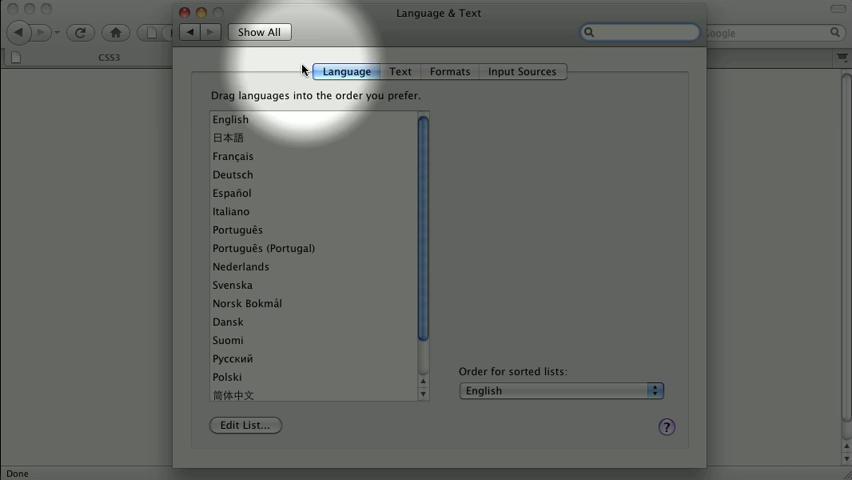 Language & Text
Show All
Google
CSS3
Language Text Formats Input Sources
Drag languages into the order you prefer.
English
日本語
Français
Deutsch
Español
Italiano
Português
Português (Portugal)
Nederlands
Svenska
Norsk Bokmål
Dansk
Suomi
Русский
Polski
简体中文
Order for sorted lists:
English
Edit List...
?
Done